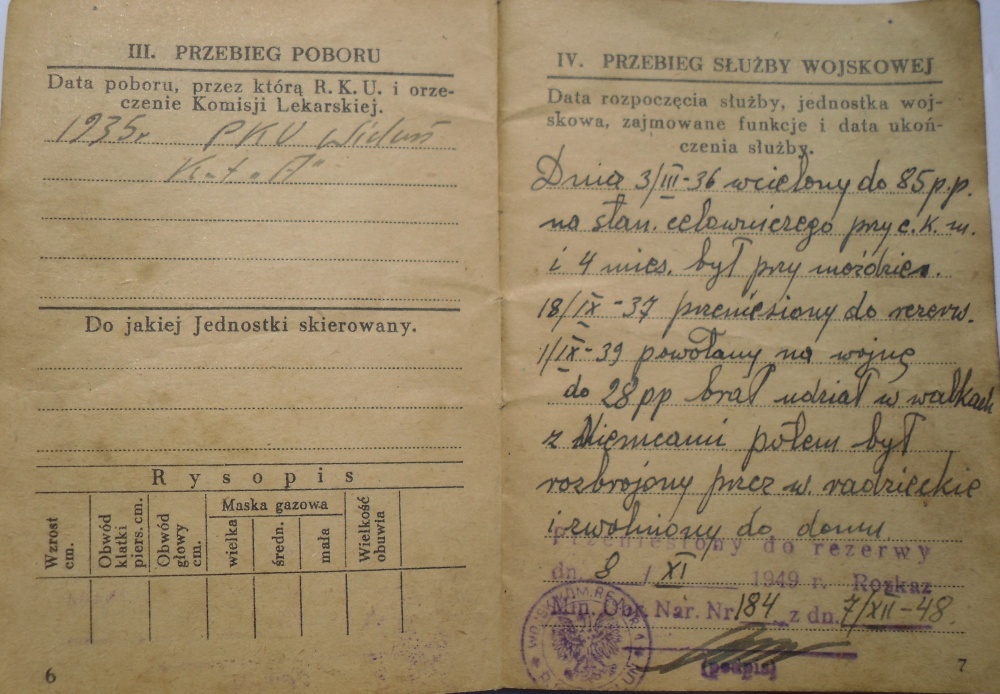 III. PRZEBIEG POBORU
Data poboru, przez którą R. K. U. i orze-
czenie Komisji Lekarskiej.
1935r PKU Wieluń
Kat „A"
Do jakiej Jednostki skierowany.
Rysopis
Wzrost cm.
Obwód klatki piers. cm.
Obwód głowy cm.
Maska gazowa
wielka
średn.
mała
Wielkość obuwia
6
IV. PRZEBIEG SŁUŻBY WOJSKOWEJ
Data rozpoczęcia służby, jednostka woj-
skowa, zajmowane funkcje i data ukoń-
czenia służby.
Dnia 3/III-36 wcielony do 85 p.p.
na stan. celowniczego przy c. k. m.
i 4 mies. był przy moździe.
18/IX-37 przeniesiony do rezerw.
1/IX-39 powołany na wojnę
do 28 pp brał udział w walkach
z Niemcami potem był
rozbrojony przez w. radzieckie
i zwolniony do domu
Przeniesiony do rezerwy
dn. 8 / XI 1949 r. Rozkaz
Min. Obr. Nar. Nr 184 z dn. 7/XII-48.
(podpis)
7